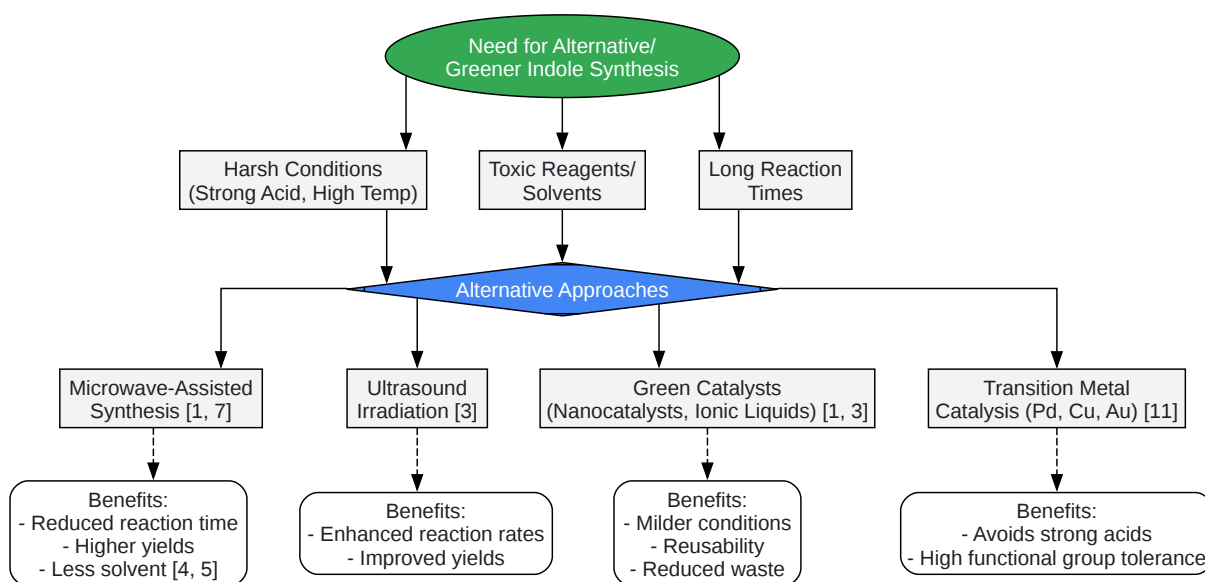 Need for Alternative/
Greener Indole Synthesis
Harsh Conditions
(Strong Acid, High Temp)
Toxic Reagents/
Solvents
Long Reaction
Times
Alternative Approaches
Microwave-Assisted
Synthesis [1, 7]
Ultrasound
Irradiation [3]
Green Catalysts
(Nanocatalysts, Ionic Liquids) [1, 3]
Transition Metal
Catalysis (Pd, Cu, Au) [11]
Benefits:
- Reduced reaction time
- Higher yields
- Less solvent [4, 5]
Benefits:
- Enhanced reaction rates
- Improved yields
Benefits:
- Milder conditions
- Reusability
- Reduced waste
Benefits:
- Avoids strong acids
- High functional group tolerance